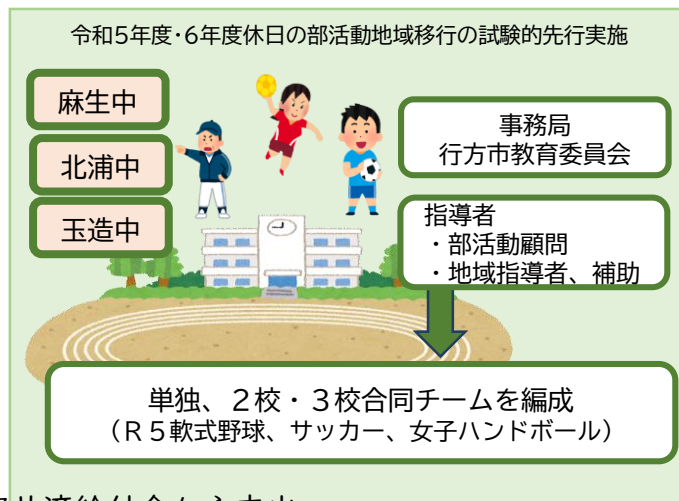 令和5年度・6年度休日の部活動地域移行の試験的先行実施
麻生中
北浦中
玉造中
事務局
行方市教育委員会
指導者
・部活動顧問
・地域指導者、補助
単独、２校・３校合同チームを編成
（Ｒ５軟式野球、サッカー、女子ハンドボール）